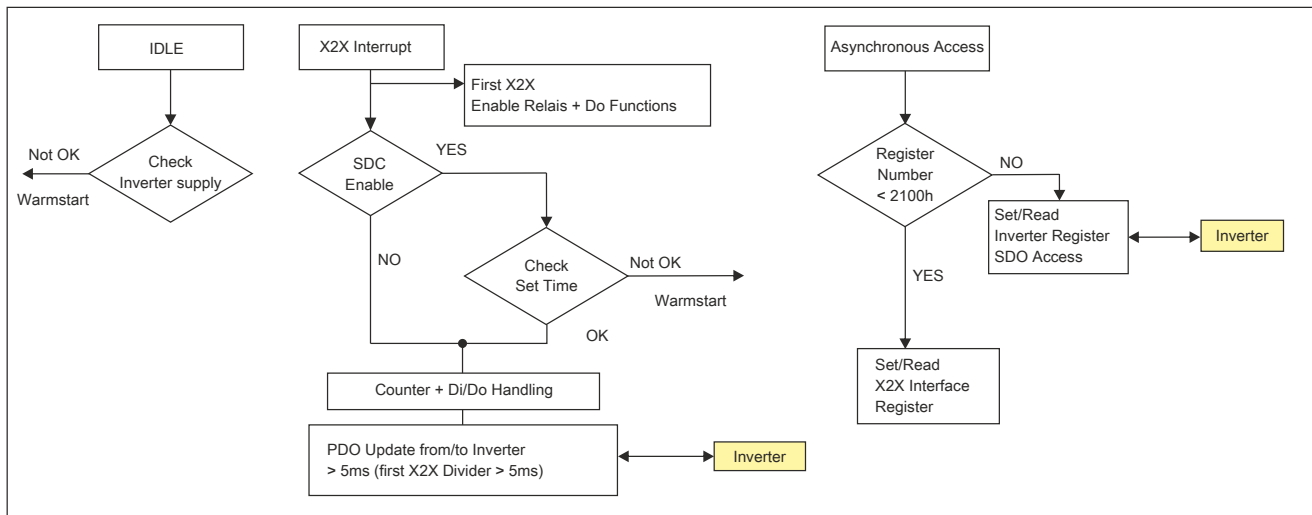 IDLE
Not OK
Check
Inverter supply
Warmstart
X2X Interrupt
First X2X
Enable Relais + Do Functions
SDC
Enable
YES
NO
Check
Set Time
Not OK
Warmstart
OK
Counter + Di/Do Handling
PDO Update from/to Inverter
> 5ms (first X2X Divider > 5ms)
Inverter
Asynchronous Access
Register
Number
< 2100h
NO
Set/Read
Inverter Register
SDO Access
Inverter
YES
Set/Read
X2X Interface
Register